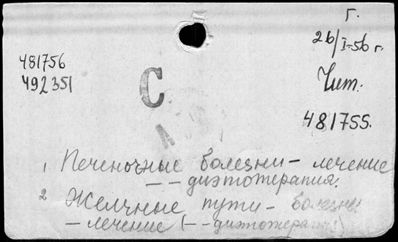 г.
26/I-56 г.
481756
492351
Чит.
С
481755.
1 Печеночные болезни – лечение
– – диэтотерапия.
2 Желчные пути – болезни
– лечение (– – диэтотерапия)